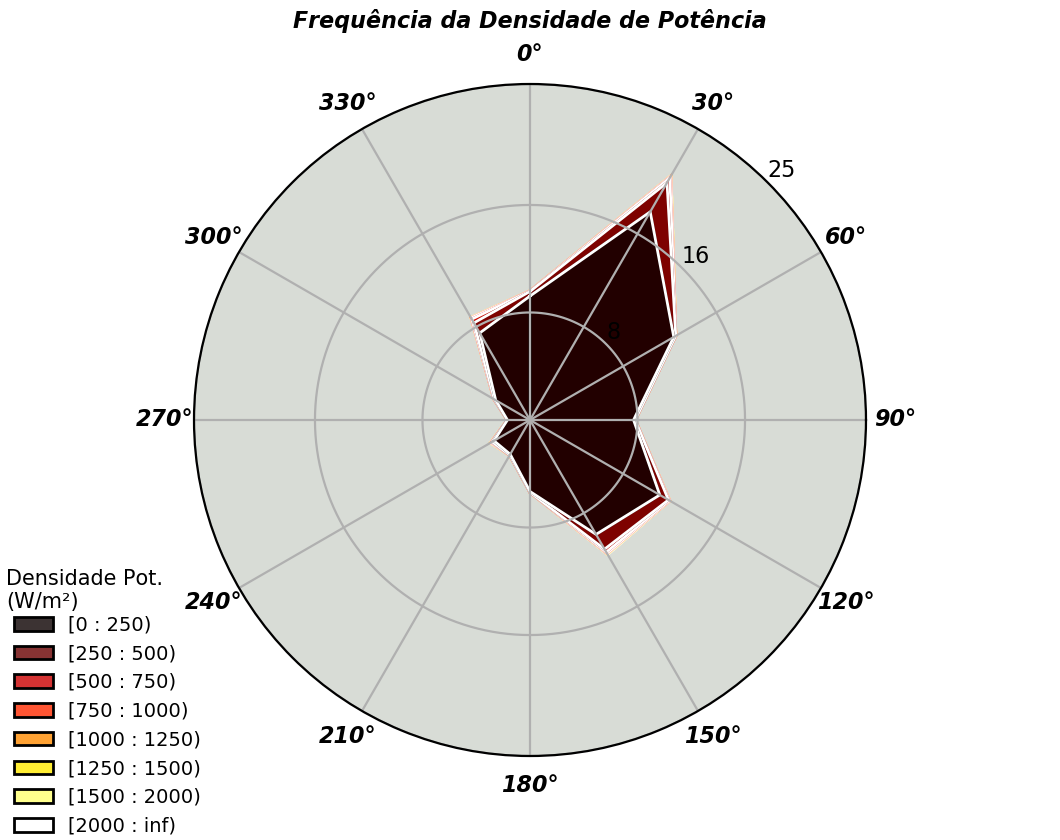 Frequência da Densidade de Potência
0°
330°
30°
25
300°
60°
16
8
270°
90°
240°
120°
210°
150°
180°
Densidade Pot.
(W/m²)
[0 : 250)
[250 : 500)
[500 : 750)
[750 : 1000)
[1000 : 1250)
[1250 : 1500)
[1500 : 2000)
[2000 : inf)